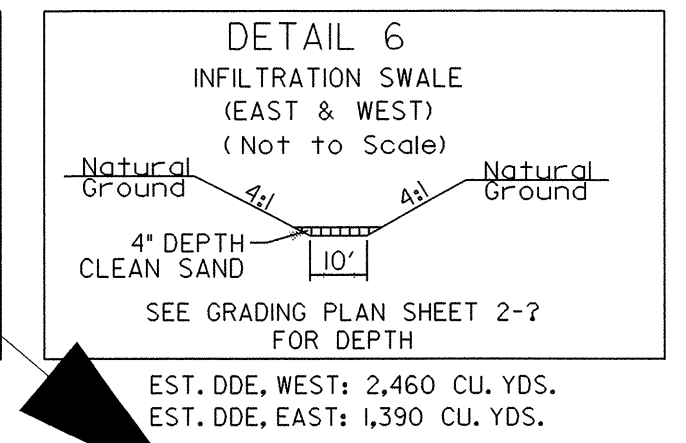 DETAIL 6
INFILTRATION SWALE
(EAST & WEST)
(Not to Scale)
Natural
Ground
4:1
4:1
Natural
Ground
4" DEPTH
CLEAN SAND
10'
SEE GRADING PLAN SHEET 2-?
FOR DEPTH
EST. DDE, WEST: 2,460 CU. YDS.
EST. DDE, EAST: 1,390 CU. YDS.